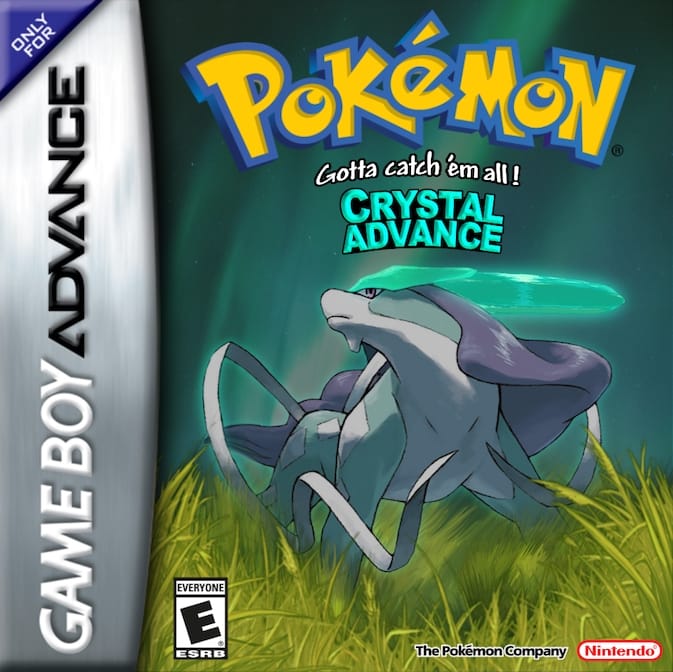 ONLY
FOR
GAME BOY ADVANCE
POKéMON
®
Gotta catch 'em all!
CRYSTAL
ADVANCE
EVERYONE
E
®
ESRB
The Pokémon Company
Nintendo